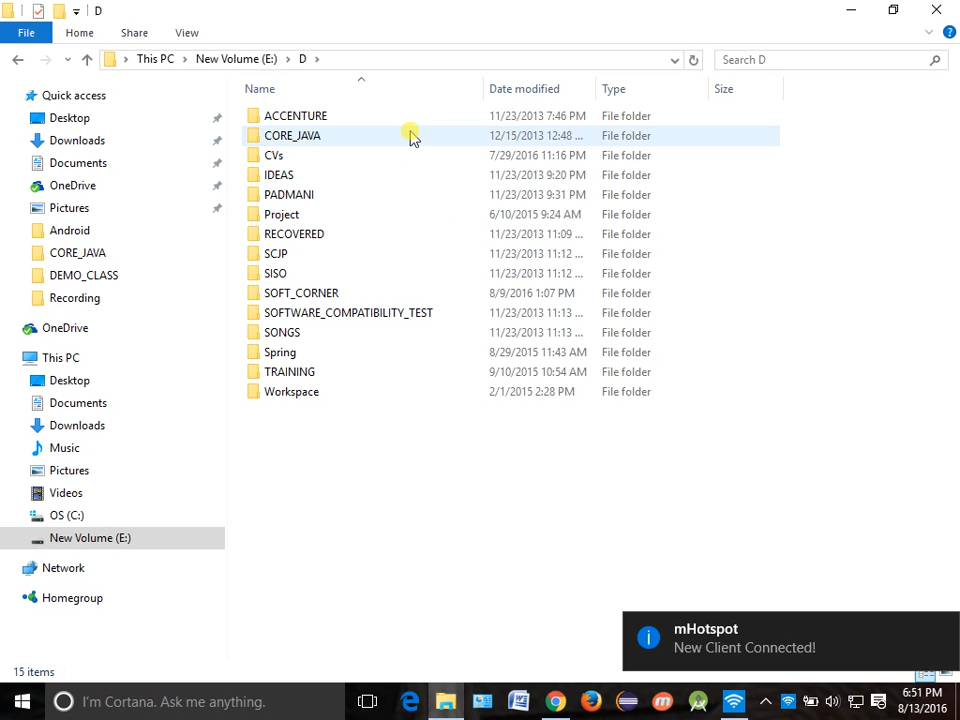 D
File Home Share View
This PC New Volume (E:) D
Search D
Name Date modified Type Size
Quick access
Desktop
Downloads
Documents
OneDrive
Pictures
Android
CORE_JAVA
DEMO_CLASS
Recording
OneDrive
This PC
Desktop
Documents
Downloads
Music
Pictures
Videos
OS (C:)
New Volume (E:)
Network
Homegroup
ACCENTURE 11/23/2013 7:46 PM File folder
CORE_JAVA 12/15/2013 12:48 ... File folder
CVs 7/29/2016 11:16 PM File folder
IDEAS 11/23/2013 9:20 PM File folder
PADMANI 11/23/2013 9:31 PM File folder
Project 6/10/2015 9:24 AM File folder
RECOVERED 11/23/2013 11:09 ... File folder
SCJP 11/23/2013 11:12 ... File folder
SISO 11/23/2013 11:12 ... File folder
SOFT_CORNER 8/9/2016 1:07 PM File folder
SOFTWARE_COMPATIBILITY_TEST 11/23/2013 11:13 ... File folder
SONGS 11/23/2013 11:13 ... File folder
Spring 8/29/2015 11:43 AM File folder
TRAINING 9/10/2015 10:54 AM File folder
Workspace 2/1/2015 2:28 PM File folder
mHotspot
New Client Connected!
15 items
I'm Cortana. Ask me anything.
6:51 PM
8/13/2016